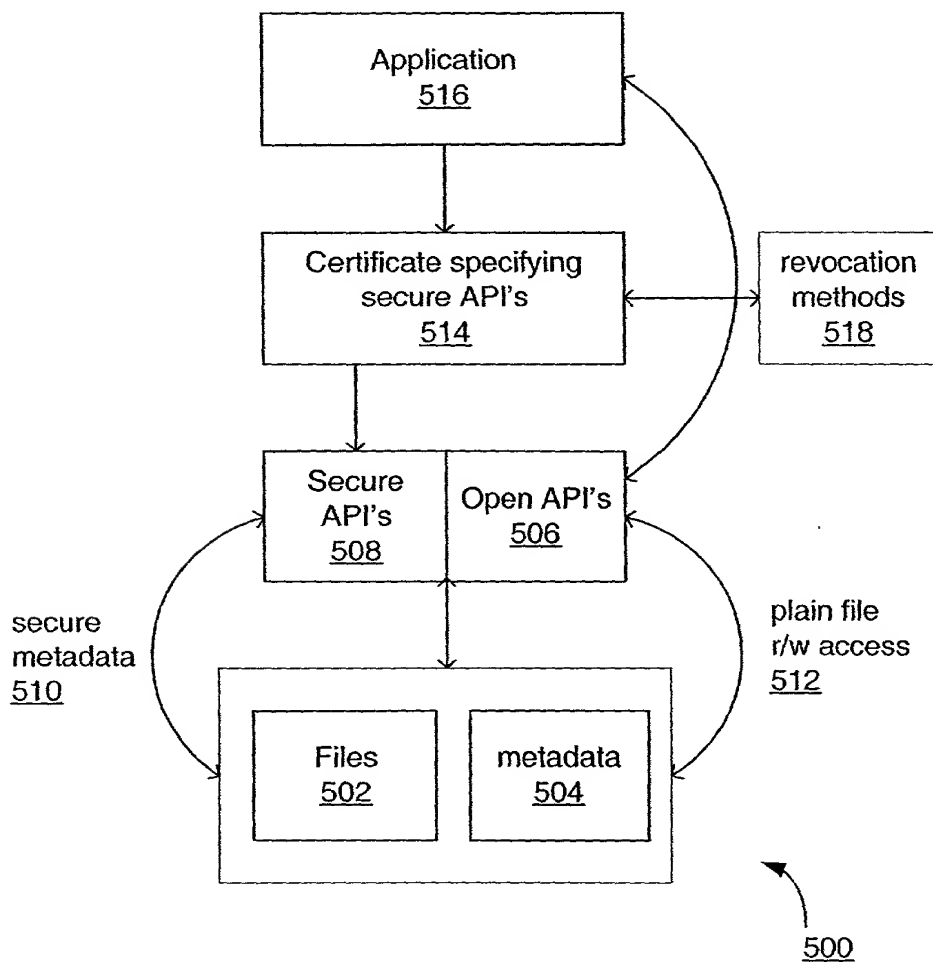 Application
516
Certificate specifying
secure API's
514
revocation
methods
518
Secure
API's
508
Open API's
506
secure
metadata
510
plain file
r/w access
512
Files
502
metadata
504
500